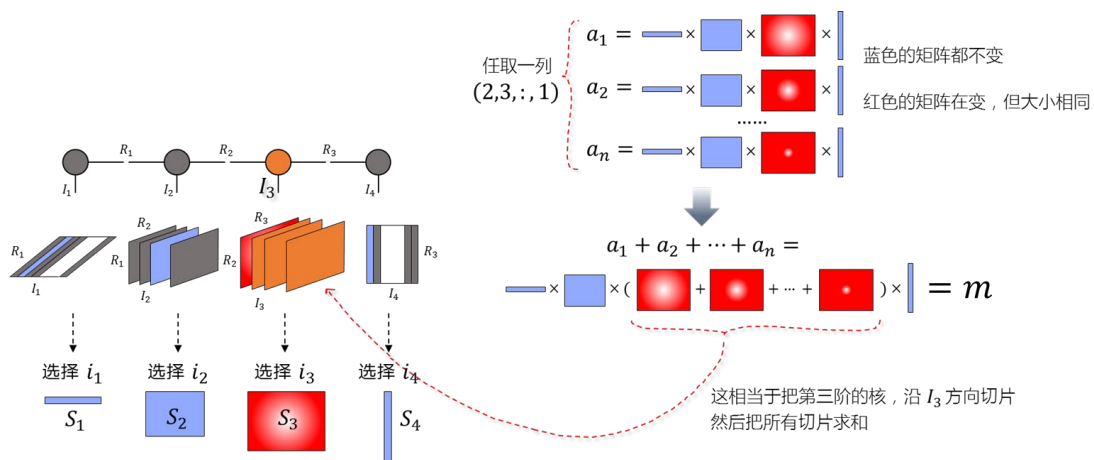 R₁
R₂
R₃
I₁
I₂
I₃
I₄
R₁
I₁
R₂
R₁
I₂
R₃
R₂
I₃
R₃
I₄
选择 i₁
选择 i₂
选择 i₃
选择 i₄
S₁
S₂
S₃
S₄
任取一列
(2,3,:,1)
a₁ = × × ×
a₂ = × × ×
······
aₙ = × × ×
蓝色的矩阵都不变
红色的矩阵在变，但大小相同
a₁ + a₂ + ··· + aₙ =
× × ( + + ··· + ) × = m
这相当于把第三阶的核，沿 I₃ 方向切片
然后把所有切片求和